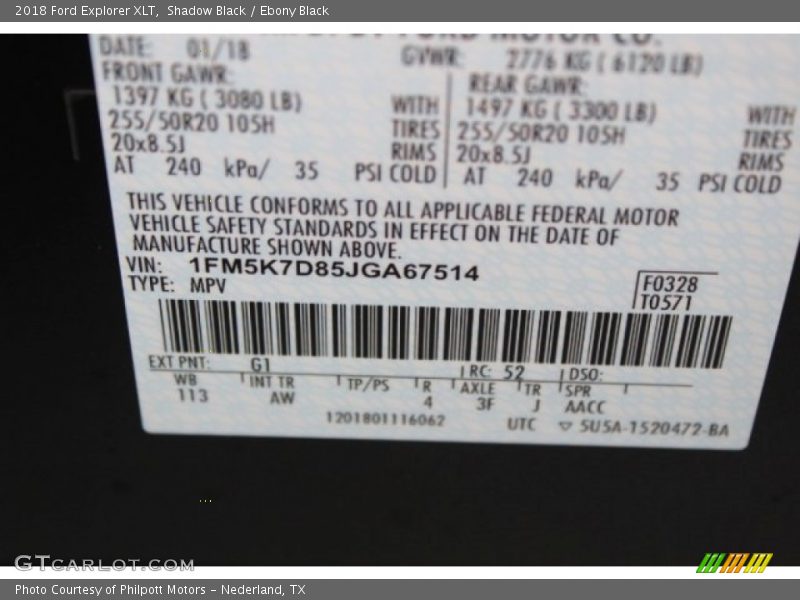 2018 Ford Explorer XLT, Shadow Black / Ebony Black
MOTOR CO.
DATE: 01/18 GVWR: 2776 KG ( 6120 LB)
FRONT GAWR: REAR GAWR:
1397 KG ( 3080 LB) WITH 1497 KG ( 3300 LB) WITH
255/50R20 105H TIRES 255/50R20 105H TIRES
20x8.5J RIMS 20x8.5J RIMS
AT 240 kPa/ 35 PSI COLD AT 240 kPa/ 35 PSI COLD
THIS VEHICLE CONFORMS TO ALL APPLICABLE FEDERAL MOTOR
VEHICLE SAFETY STANDARDS IN EFFECT ON THE DATE OF
MANUFACTURE SHOWN ABOVE.
VIN: 1FM5K7D85JGA67514
TYPE: MPV F0328
T0571
EXT PNT: G1 RC: 52 DSO:
WB INT TR TP/PS R AXLE TR SPR
113 AW 4 3F J AACC
1201801116062 UTC ▽ 5U5A-1520472-BA
GTCARLOT.COM
Photo Courtesy of Philpott Motors – Nederland, TX